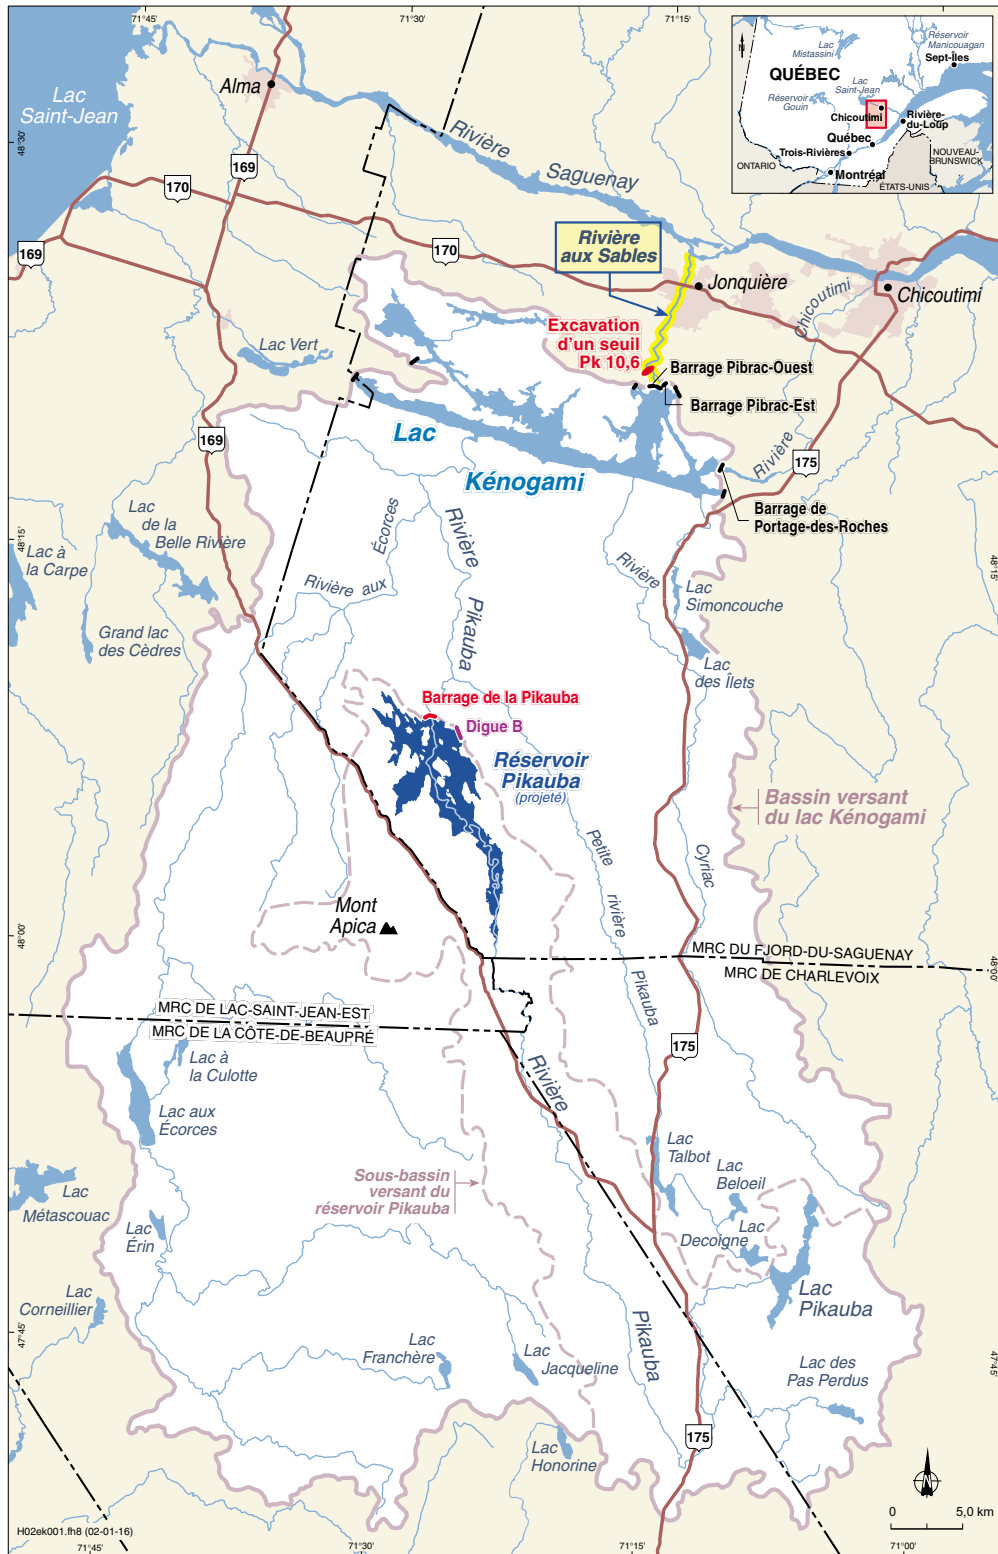 71°45'
71°30'
71°15'
Lac
Saint-Jean
Alma
Rivière
Saguenay
48°30'
169
170
170
169
Rivière
aux Sables
Jonquière
Chicoutimi
Chicoutimi
Excavation
d'un seuil
Pk 10,6
Barrage Pibrac-Ouest
Barrage Pibrac-Est
Lac Vert
Lac
Kénogami
169
Rivière
175
Barrage de
Portage-des-Roches
Lac
de la
Belle Rivière
Lac à
la Carpe
48°15'
48°15'
Grand lac
des Cèdres
Rivière aux
Écorces
Rivière
Pikauba
Rivière
Lac
Simoncouche
Lac
des Îlets
Barrage de la Pikauba
Digue B
Réservoir
Pikauba
(projeté)
Bassin versant
du lac Kénogami
Petite
rivière
Pikauba
Cyriac
Mont
Apica
48°00'
48°00'
MRC DU FJORD-DU-SAGUENAY
MRC DE CHARLEVOIX
MRC DE LAC-SAINT-JEAN-EST
MRC DE LA CÔTE-DE-BEAUPRÉ
175
Lac à
la Culotte
Lac aux
Écorces
Rivière
Lac
Talbot
Lac
Beloeil
Lac
Decoigne
Sous-bassin
versant du
réservoir Pikauba
Lac
Métascouac
Lac
Érin
Lac
Pikauba
Lac
Corneillier
47°45'
47°45'
Pikauba
Lac
Franchère
Lac
Jacqueline
Lac des
Pas Perdus
175
Lac
Honorine
N
0 5,0 km
H02ek001.fh8 (02-01-16)
71°45'
71°30'
71°15'
71°00'
N
Lac
Mistassini
Réservoir
Manicouagan
Sept-Îles
QUÉBEC
Lac
Saint-Jean
Réservoir
Gouin
Chicoutimi
Rivière-
du-Loup
Québec
Trois-Rivières
NOUVEAU-
BRUNSWICK
ONTARIO
Montréal
ÉTATS-UNIS